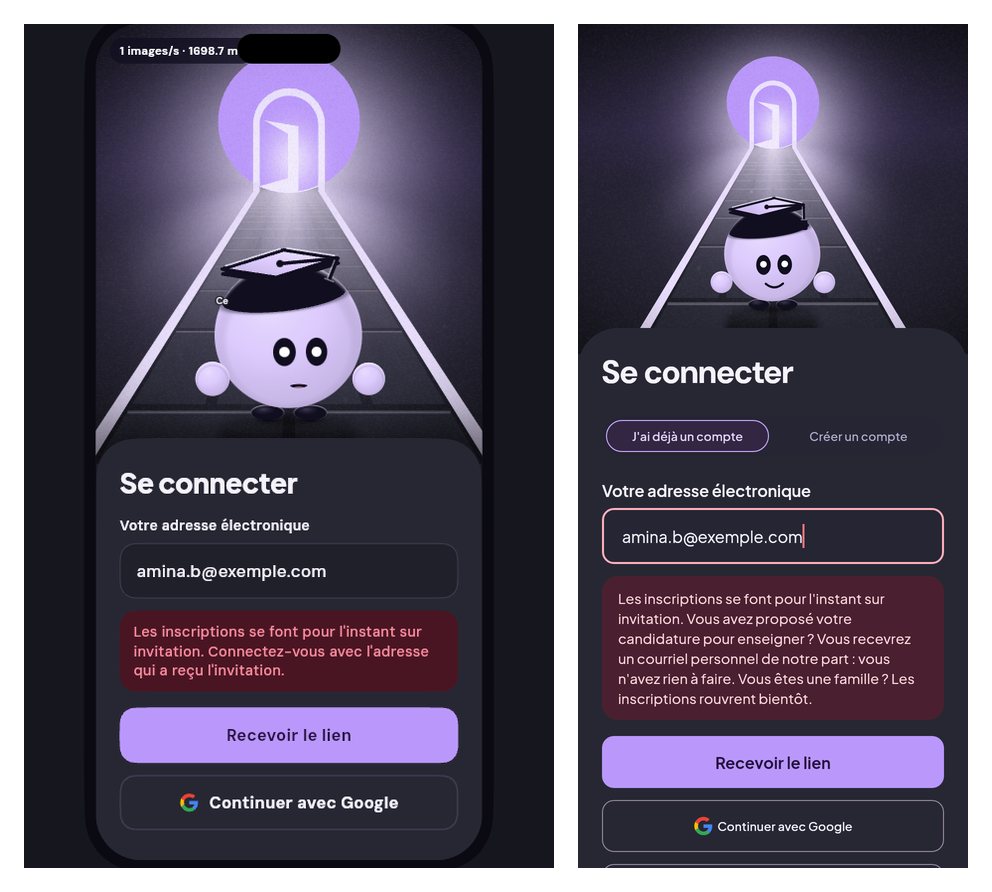 1 images/s · 1698.7 m
Ce
Se connecter
Votre adresse électronique
amina.b@exemple.com
Les inscriptions se font pour l'instant sur
invitation. Connectez-vous avec l'adresse
qui a reçu l'invitation.
Recevoir le lien
Continuer avec Google
Se connecter
J'ai déjà un compte
Créer un compte
Votre adresse électronique
amina.b@exemple.com
Les inscriptions se font pour l'instant sur
invitation. Vous avez proposé votre
candidature pour enseigner ? Vous recevrez
un courriel personnel de notre part : vous
n'avez rien à faire. Vous êtes une famille ? Les
inscriptions rouvrent bientôt.
Recevoir le lien
Continuer avec Google